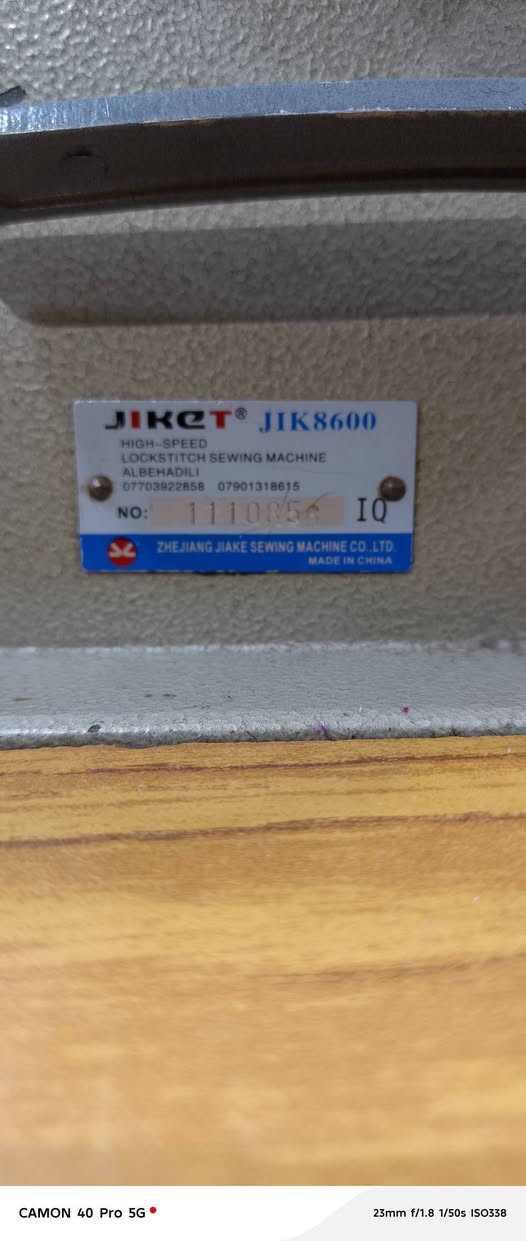 JIKET® JIK8600
HIGH-SPEED
LOCKSTITCH SEWING MACHINE
ALBEHADILI
07703922858 07901318615
NO: IQ
ZHEJIANG JIAKE SEWING MACHINE CO.,LTD.
MADE IN CHINA
CAMON 40 Pro 5G
23mm f/1.8 1/50s ISO338